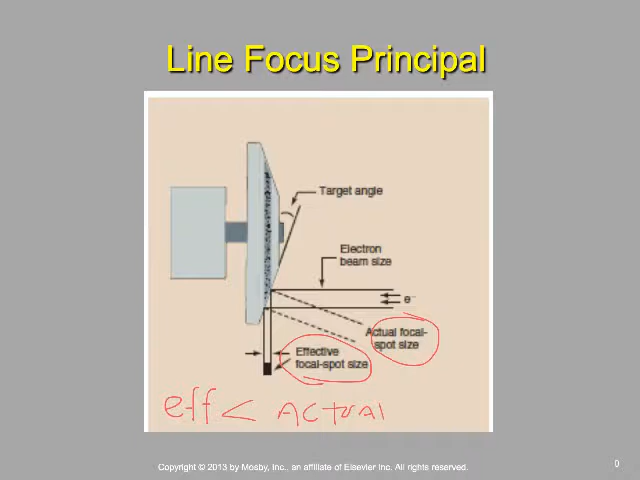 Line Focus Principal
Target angle
Electron
beam size
e⁻
Actual focal-
spot size
Effective
focal-spot size
eff < ACTUAL
Copyright © 2013 by Mosby, Inc., an affiliate of Elsevier Inc. All rights reserved.
0